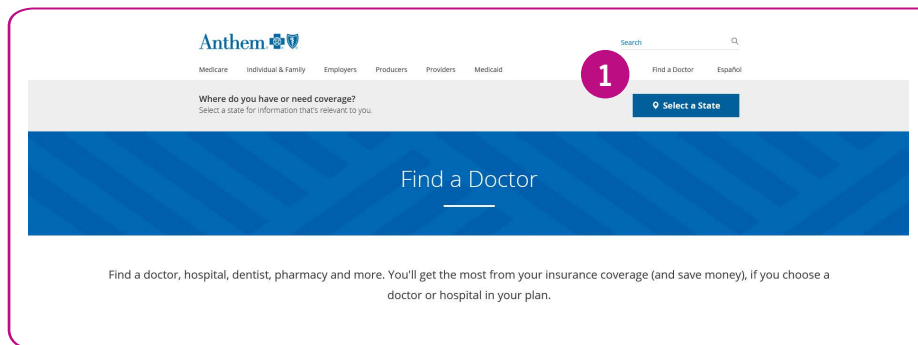 Anthem
Search
Medicare Individual & Family Employers Producers Providers Medicaid
1
Find a Doctor Español
Where do you have or need coverage?
Select a state for information that's relevant to you.
Select a State
Find a Doctor
Find a doctor, hospital, dentist, pharmacy and more. You'll get the most from your insurance coverage (and save money), if you choose a
doctor or hospital in your plan.